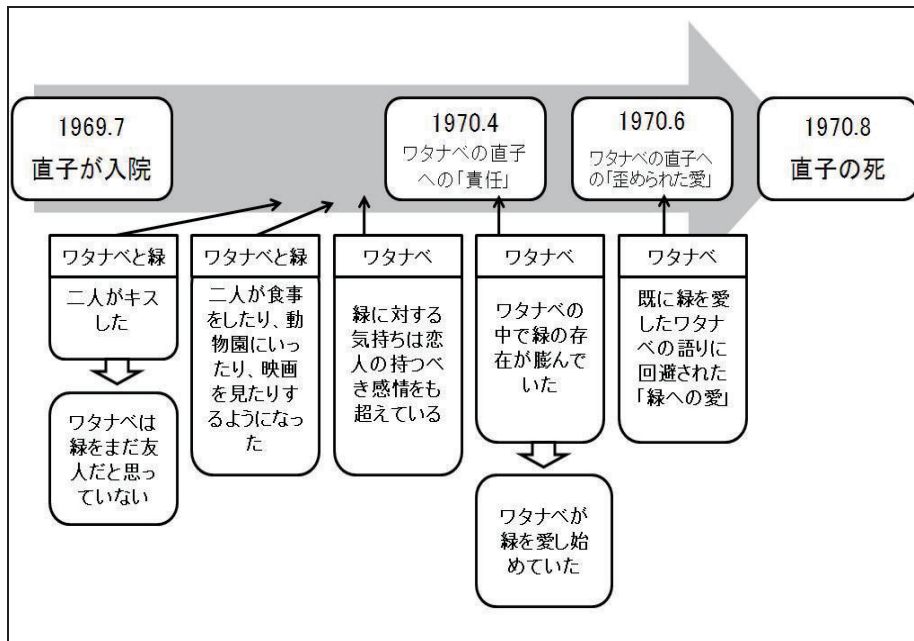 1969.7
直子が入院
1970.4
ワタナベの直子
への「責任」
1970.6
ワタナベの直子へ
の「歪められた愛」
1970.8
直子の死
ワタナベと緑
二人がキス
した
ワタナベは
緑をまだ友
人だと思っ
ていない
ワタナベと緑
二人が食事
をしたり、動
物園にいっ
たり、映画
を見たりす
るようになっ
た
ワタナベ
緑に対する
気持ちは恋
人の持つべ
き感情をも
超えている
ワタナベ
ワタナベの
中で緑の存
在が膨んで
いた
ワタナベが
緑を愛し始
めていた
ワタナベ
既に緑を愛
したワタナ
ベの語りに
回避された
「緑への愛」